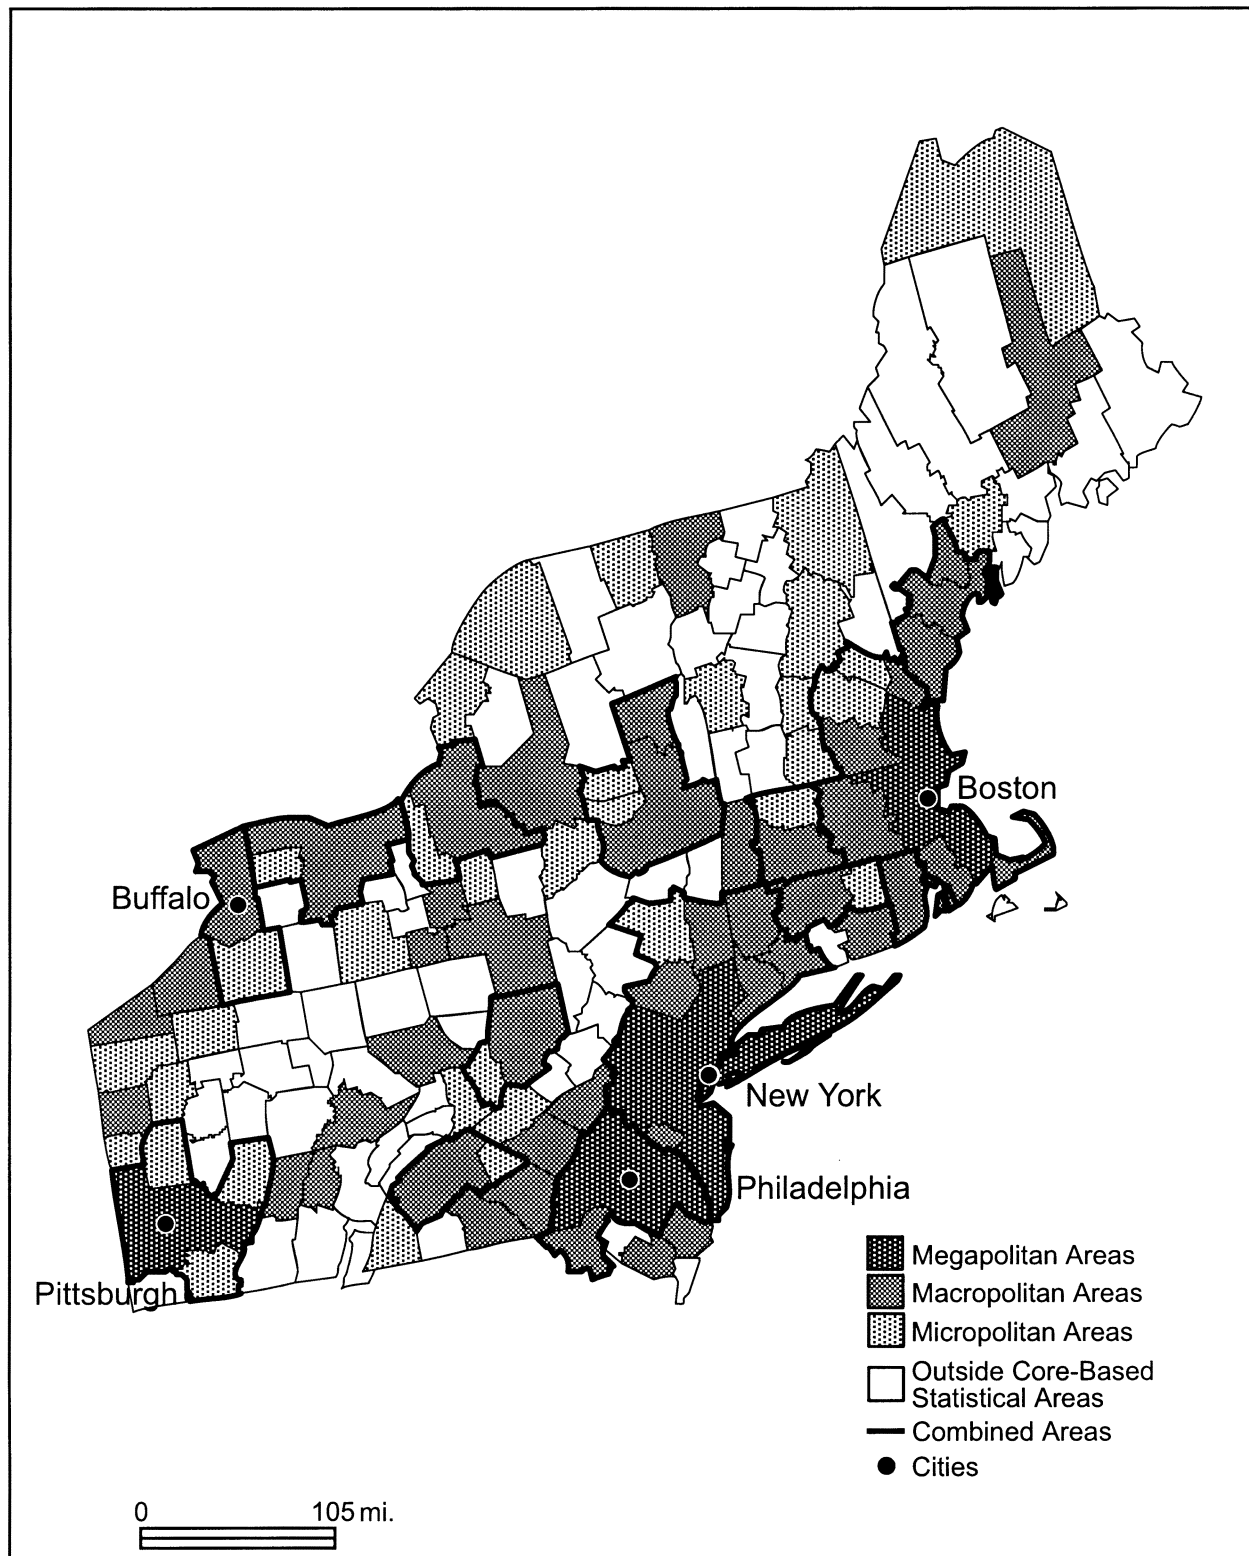 Boston
Buffalo
New York
Philadelphia
Pittsburgh
Megapolitan Areas
Macropolitan Areas
Micropolitan Areas
Outside Core-Based
Statistical Areas
Combined Areas
Cities
0 105 mi.